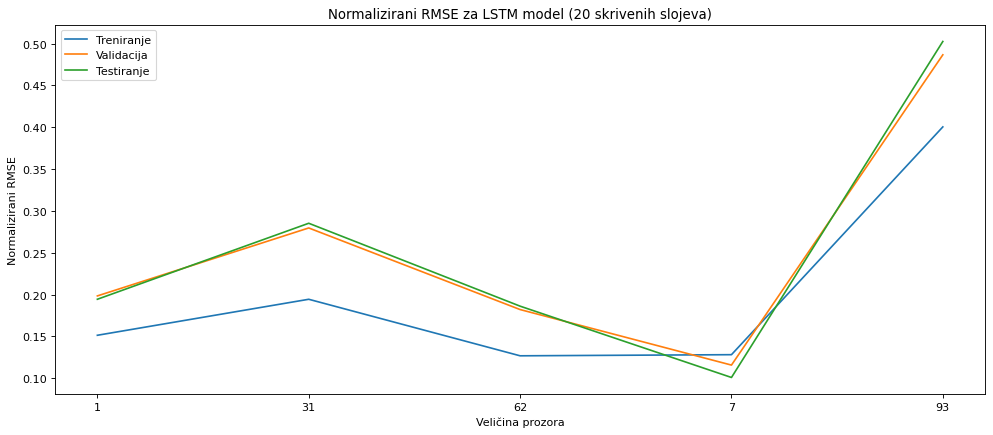 Normalizirani RMSE za LSTM model (20 skrivenih slojeva)
Treniranje
Validacija
Testiranje
Normalizirani RMSE
0.50
0.45
0.40
0.35
0.30
0.25
0.20
0.15
0.10
1 31 62 7 93
Veličina prozora